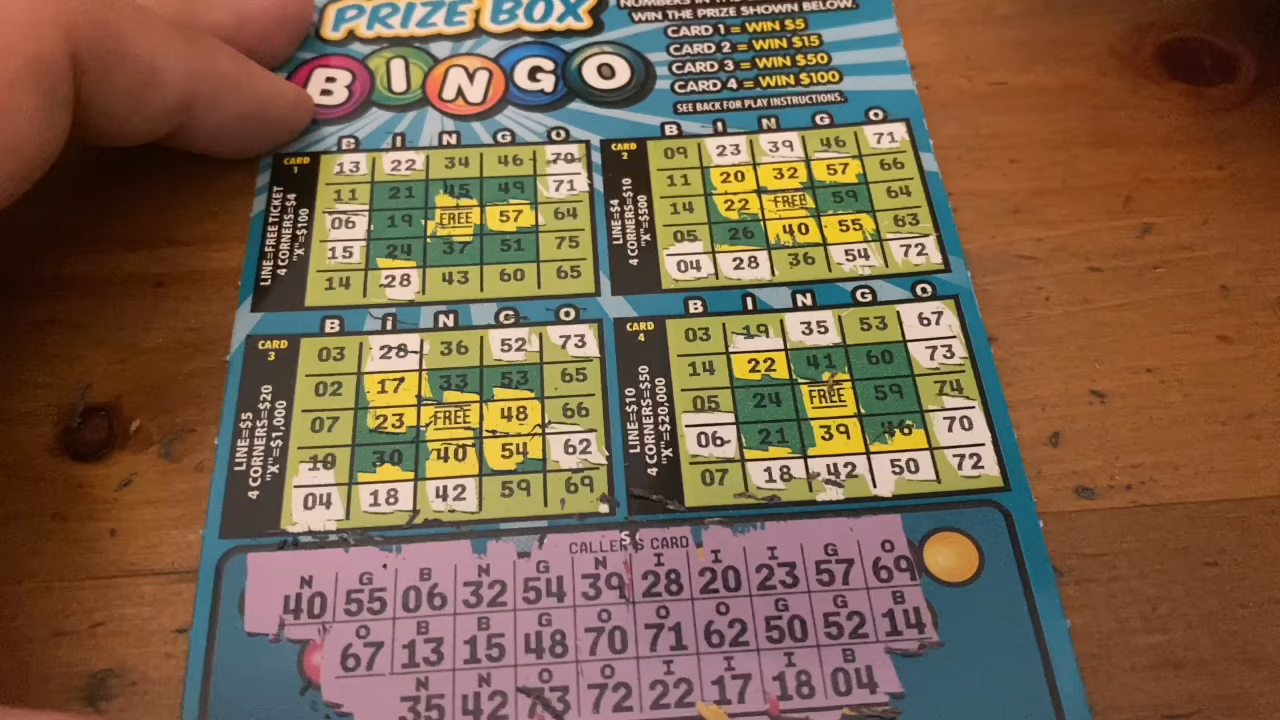 PRIZE BOX
BINGO
WIN THE PRIZE SHOWN BELOW.
CARD 1 = WIN $5
CARD 2 = WIN $15
CARD 3 = WIN $50
CARD 4 = WIN $100
SEE BACK FOR PLAY INSTRUCTIONS.
CARD 1
LINE=FREE TICKET
4 CORNERS=$4
"X"=$100
B I N G O
13 22 34 46 70
11 21 45 49 71
06 19 FREE 57 64
15 24 37 51 75
14 28 43 60 65
CARD 2
LINE=$4
4 CORNERS=$10
"X"=$500
B I N G O
09 23 39 46 71
11 20 32 57 66
14 22 FREE 59 64
05 26 40 55 63
04 28 36 54 72
CARD 3
LINE=$5
4 CORNERS=$20
"X"=$1,000
B I N G O
03 28 36 52 73
02 17 33 53 65
07 23 FREE 48 66
10 30 40 54 62
04 18 42 59 69
CARD 4
LINE=$10
4 CORNERS=$50
"X"=$20,000
B I N G O
03 19 35 53 67
14 22 41 60 73
05 24 FREE 59 74
06 21 39 46 70
07 18 42 50 72
CALLER'S CARD
N G B N G N I I I G O
40 55 06 32 54 39 28 20 23 57 69
O B B G O O O G G B
67 13 15 48 70 71 62 50 52 14
N N O O I I I B
35 42 73 72 22 17 18 04